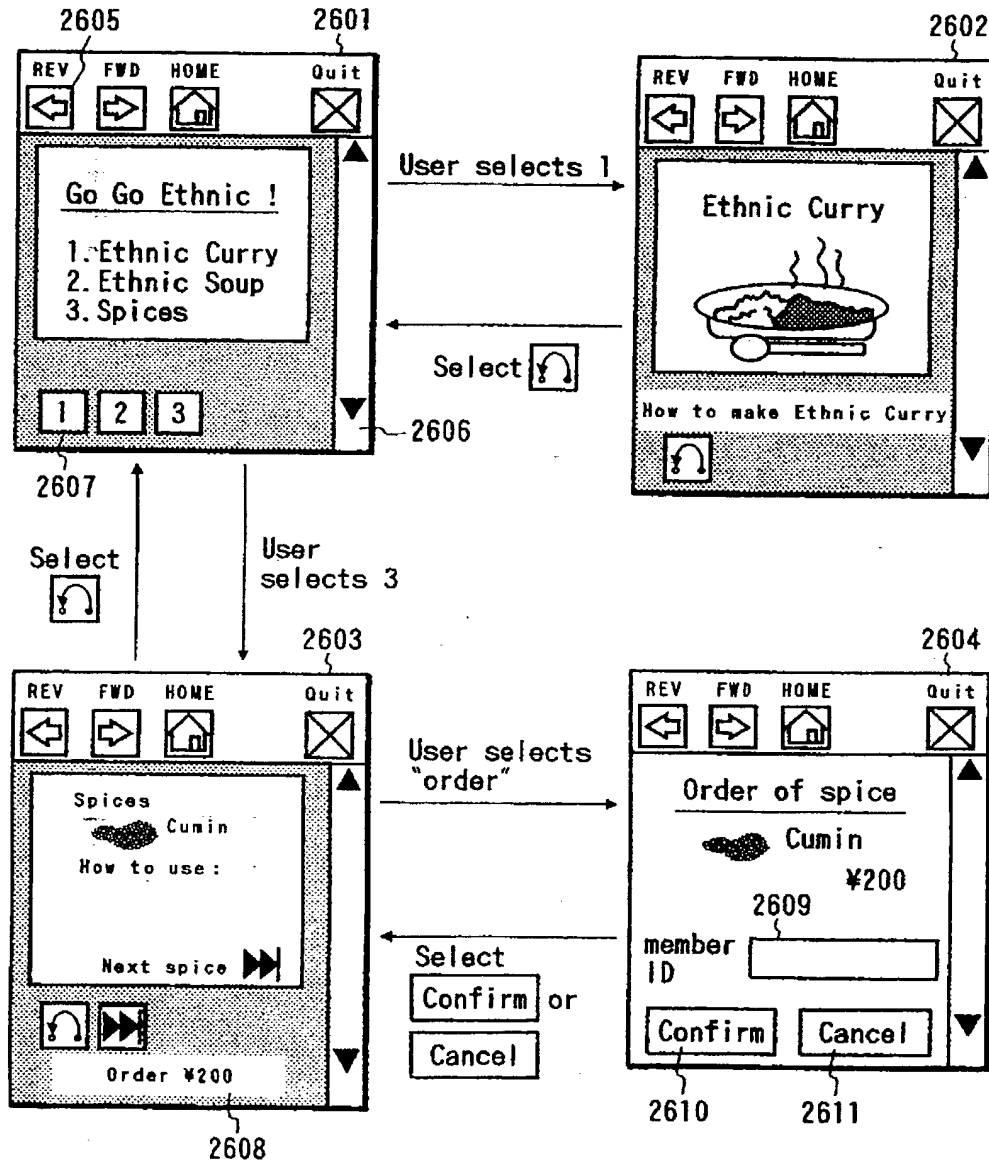 2605
2601
REV FWD HOME Quit
Go Go Ethnic !
1. Ethnic Curry
2. Ethnic Soup
3. Spices
1 2 3
2607
2606
User selects 1
Select
2602
REV FWD HOME Quit
Ethnic Curry
How to make Ethnic Curry
Select
User
selects 3
2603
REV FWD HOME Quit
Spices
Cumin
How to use:
Next spice
Order ¥200
2608
User selects
"order"
Select
Confirm or
Cancel
2604
REV FWD HOME Quit
Order of spice
Cumin
¥200
2609
member
ID
Confirm Cancel
2610 2611